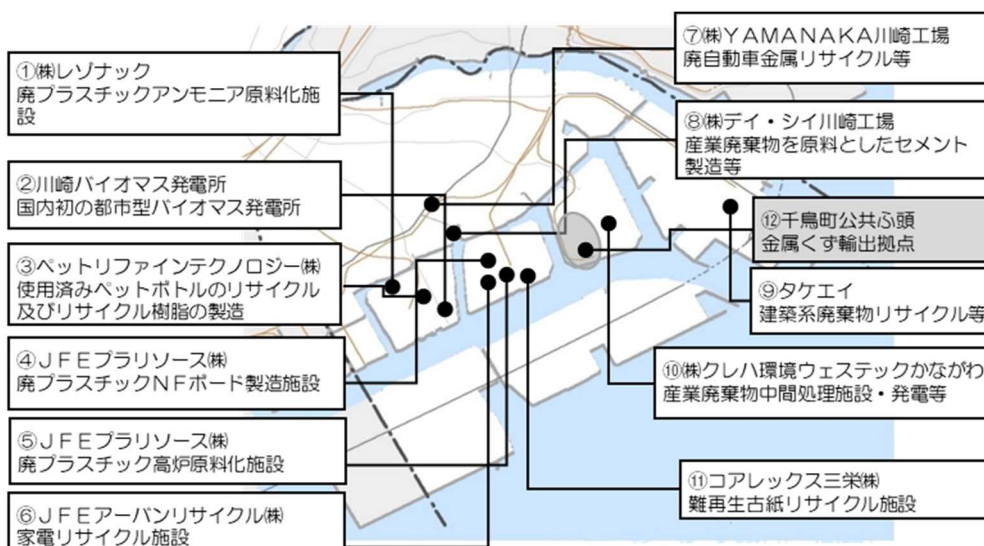 ①㈱レゾナック
廃プラスチックアンモニア原料化施
設
②川崎バイオマス発電所
国内初の都市型バイオマス発電所
③ペットリファインテクノロジー㈱
使用済みペットボトルのリサイクル
及びリサイクル樹脂の製造
④ＪＦＥプラリソース㈱
廃プラスチックＮＦボード製造施設
⑤ＪＦＥプラリソース㈱
廃プラスチック高炉原料化施設
⑥ＪＦＥアーバンリサイクル㈱
家電リサイクル施設
⑦㈱ＹＡＭＡＮＡＫＡ川崎工場
廃自動車金属リサイクル等
⑧㈱デイ・シイ川崎工場
産業廃棄物を原料としたセメント
製造等
⑫千鳥町公共ふ頭
金属くず輸出拠点
⑨タケエイ
建築系廃棄物リサイクル等
⑩㈱クレハ環境ウェステックかながわ
産業廃棄物中間処理施設・発電等
⑪コアレックス三栄㈱
難再生古紙リサイクル施設